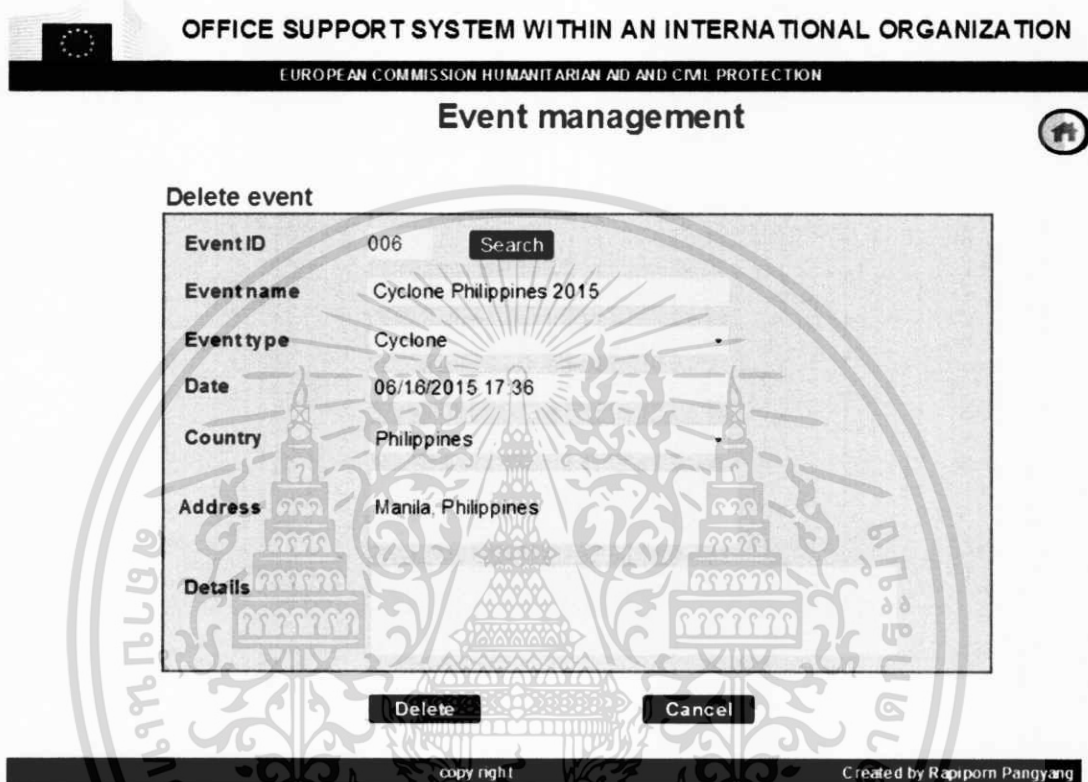 OFFICE SUPPORT SYSTEM WITHIN AN INTERNATIONAL ORGANIZATION
EUROPEAN COMMISSION HUMANITARIAN AID AND CIVIL PROTECTION
Event management
Delete event
Event ID 006 Search
Event name Cyclone Philippines 2015
Event type Cyclone
Date 06/16/2015 17:36
Country Philippines
Address Manila, Philippines
Details
Delete Cancel
copy right Created by Rapiporn Pangyang